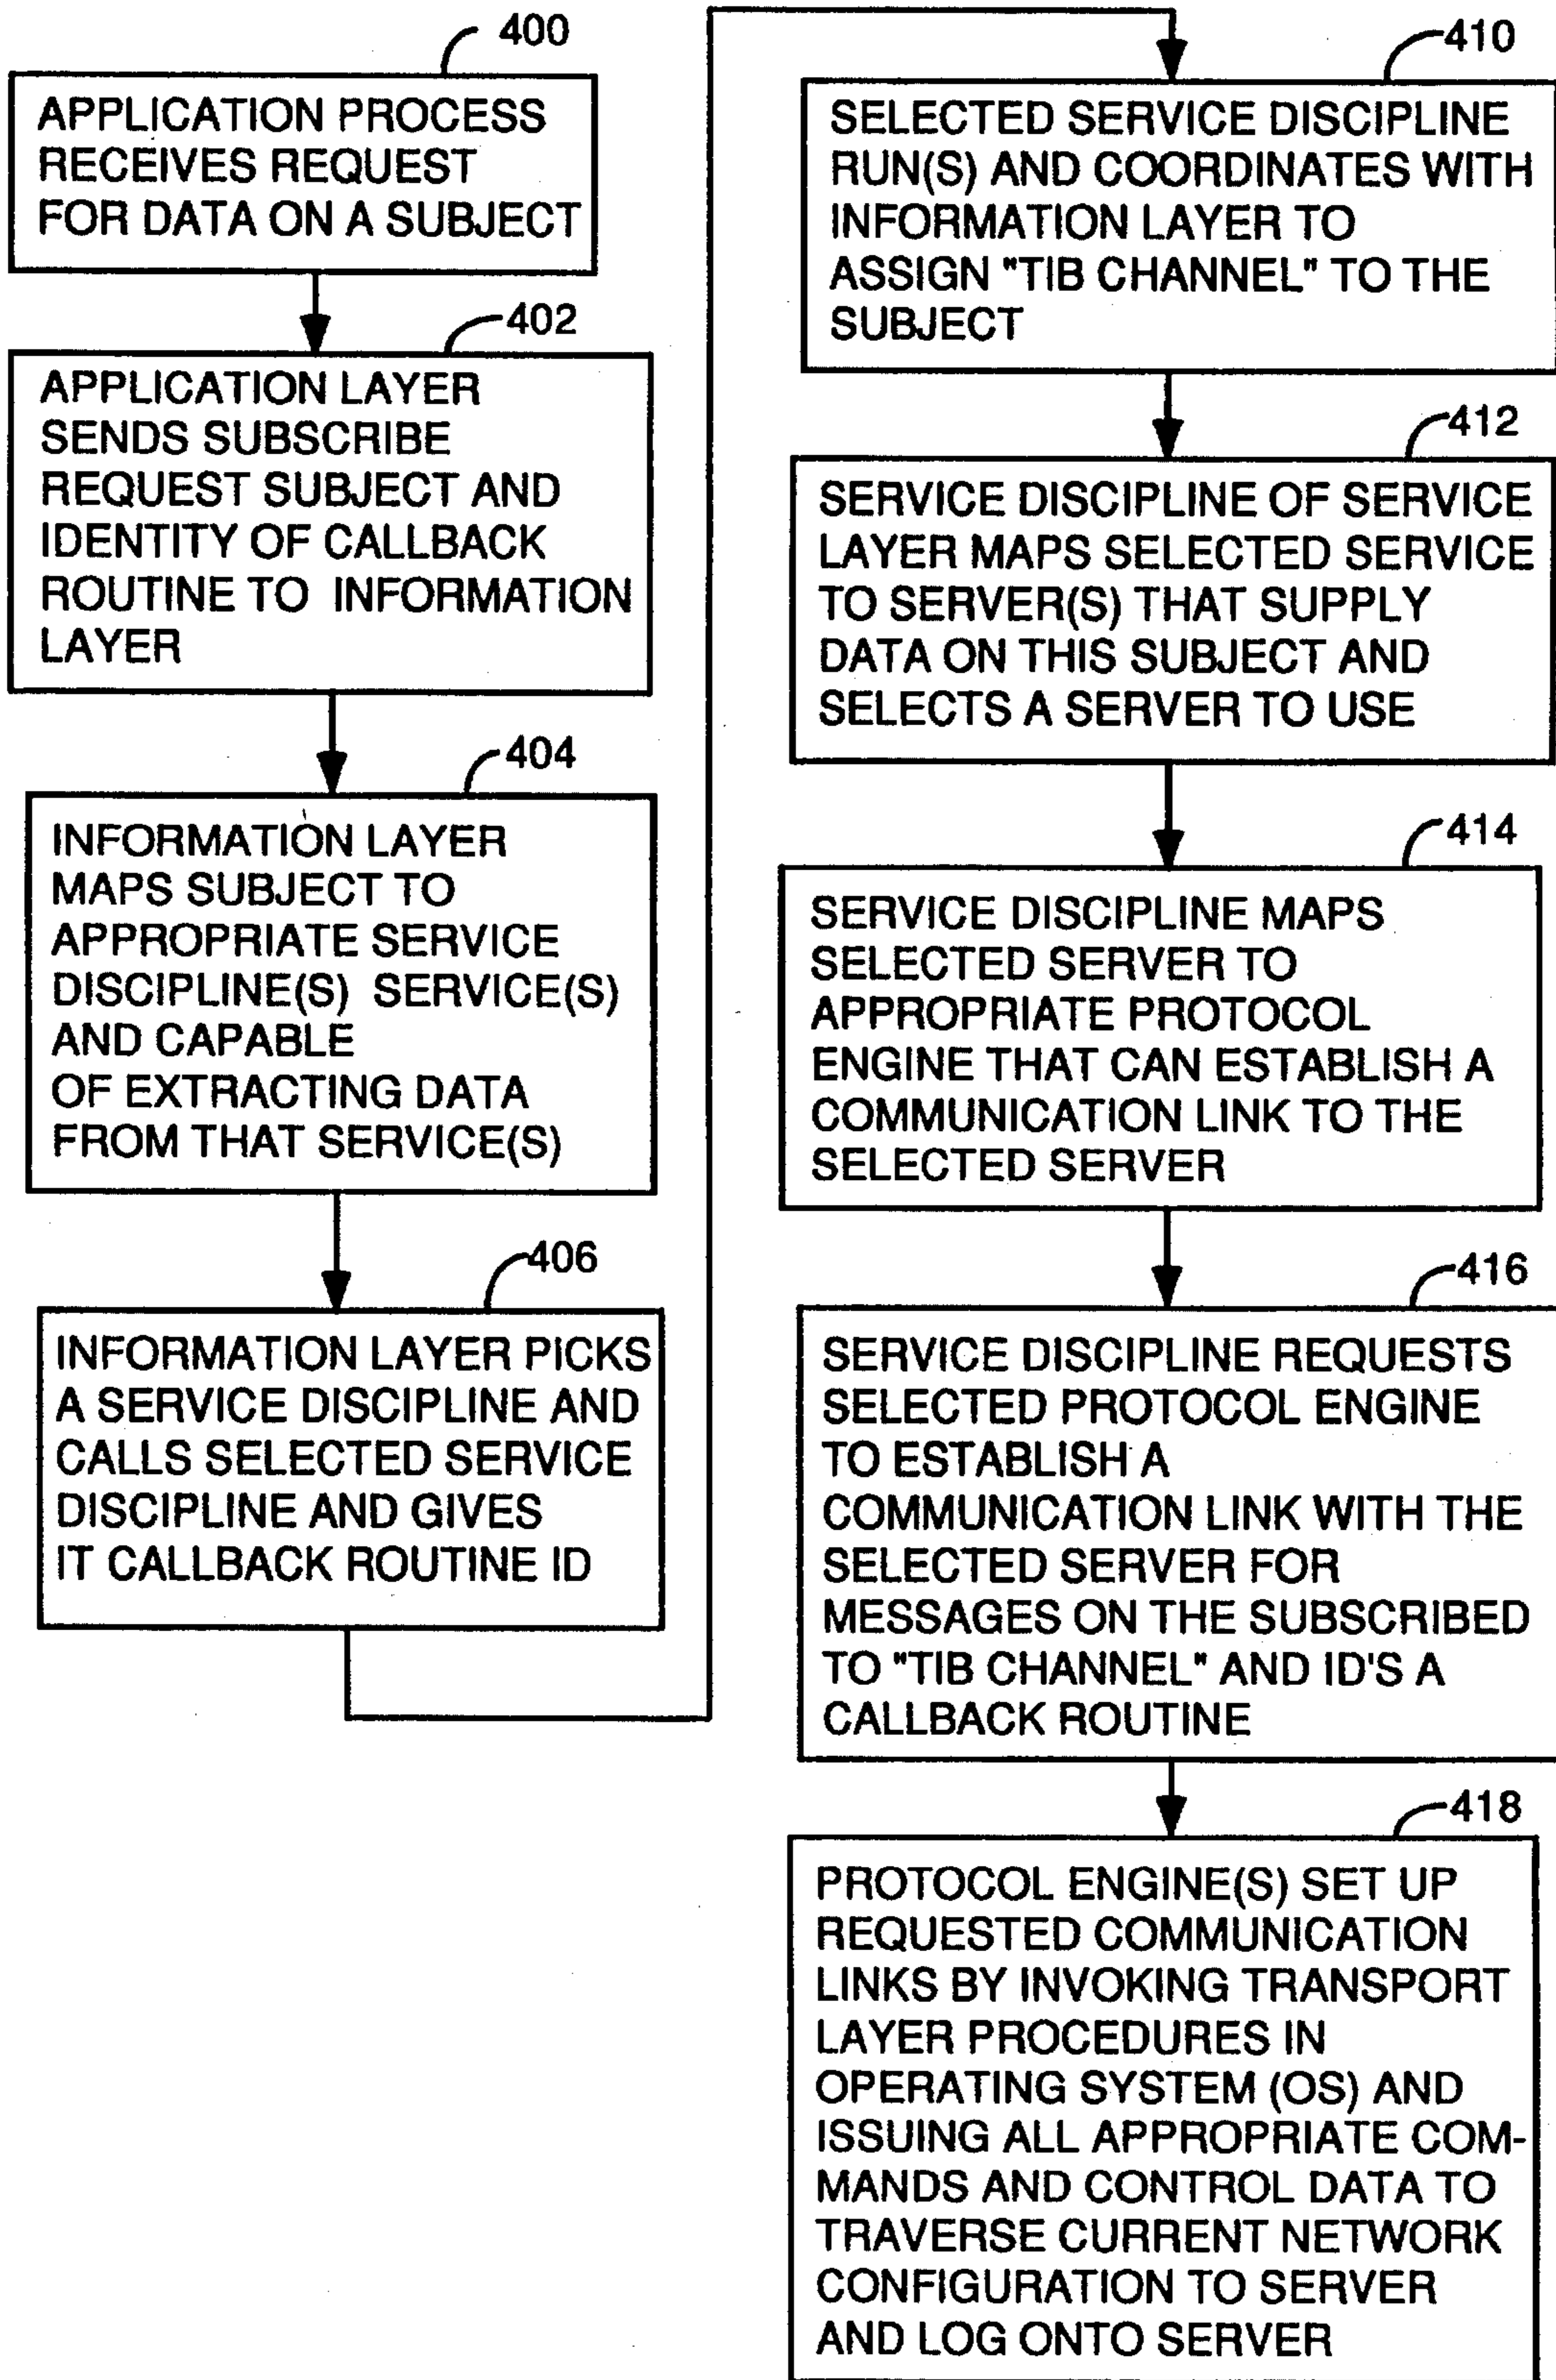 400
APPLICATION PROCESS
RECEIVES REQUEST
FOR DATA ON A SUBJECT
402
APPLICATION LAYER
SENDS SUBSCRIBE
REQUEST SUBJECT AND
IDENTITY OF CALLBACK
ROUTINE TO INFORMATION
LAYER
404
INFORMATION LAYER
MAPS SUBJECT TO
APPROPRIATE SERVICE
DISCIPLINE(S) SERVICE(S)
AND CAPABLE
OF EXTRACTING DATA
FROM THAT SERVICE(S)
406
INFORMATION LAYER PICKS
A SERVICE DISCIPLINE AND
CALLS SELECTED SERVICE
DISCIPLINE AND GIVES
IT CALLBACK ROUTINE ID
410
SELECTED SERVICE DISCIPLINE
RUN(S) AND COORDINATES WITH
INFORMATION LAYER TO
ASSIGN "TIB CHANNEL" TO THE
SUBJECT
412
SERVICE DISCIPLINE OF SERVICE
LAYER MAPS SELECTED SERVICE
TO SERVER(S) THAT SUPPLY
DATA ON THIS SUBJECT AND
SELECTS A SERVER TO USE
414
SERVICE DISCIPLINE MAPS
SELECTED SERVER TO
APPROPRIATE PROTOCOL
ENGINE THAT CAN ESTABLISH A
COMMUNICATION LINK TO THE
SELECTED SERVER
416
SERVICE DISCIPLINE REQUESTS
SELECTED PROTOCOL ENGINE
TO ESTABLISH A
COMMUNICATION LINK WITH THE
SELECTED SERVER FOR
MESSAGES ON THE SUBSCRIBED
TO "TIB CHANNEL" AND ID'S A
CALLBACK ROUTINE
418
PROTOCOL ENGINE(S) SET UP
REQUESTED COMMUNICATION
LINKS BY INVOKING TRANSPORT
LAYER PROCEDURES IN
OPERATING SYSTEM (OS) AND
ISSUING ALL APPROPRIATE COM-
MANDS AND CONTROL DATA TO
TRAVERSE CURRENT NETWORK
CONFIGURATION TO SERVER
AND LOG ONTO SERVER